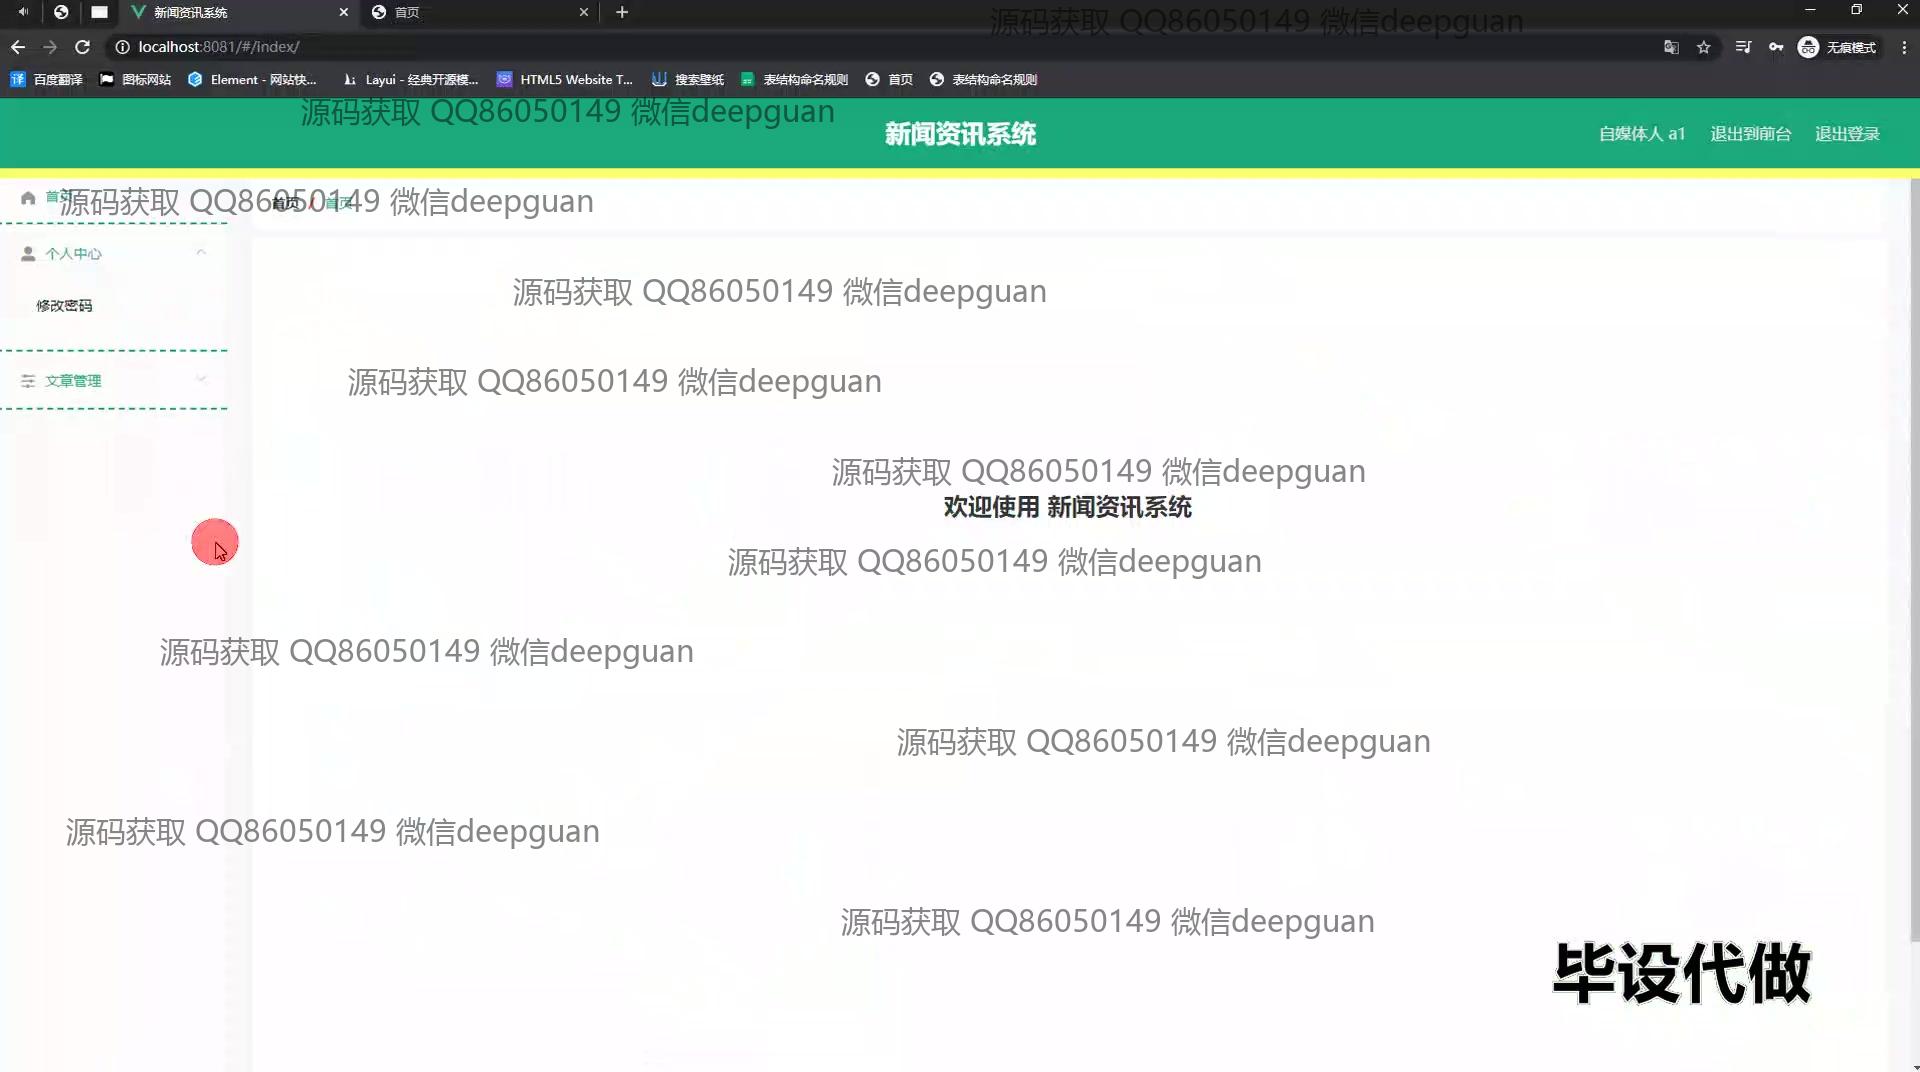 新闻资讯系统
首页
源码获取 QQ86050149 微信deepguan
localhost:8081/#/index/
无痕模式
百度翻译
图标网站
Element - 网站快...
Layui - 经典开源模...
HTML5 Website T...
搜索壁纸
表结构命名规则
首页
表结构命名规则
源码获取 QQ86050149 微信deepguan
新闻资讯系统
自媒体人 a1
退出到前台
退出登录
首页
源码获取 QQ86050149 微信deepguan
首页 / 首页
个人中心
源码获取 QQ86050149 微信deepguan
修改密码
文章管理
源码获取 QQ86050149 微信deepguan
源码获取 QQ86050149 微信deepguan
欢迎使用 新闻资讯系统
源码获取 QQ86050149 微信deepguan
源码获取 QQ86050149 微信deepguan
源码获取 QQ86050149 微信deepguan
源码获取 QQ86050149 微信deepguan
源码获取 QQ86050149 微信deepguan
毕设代做